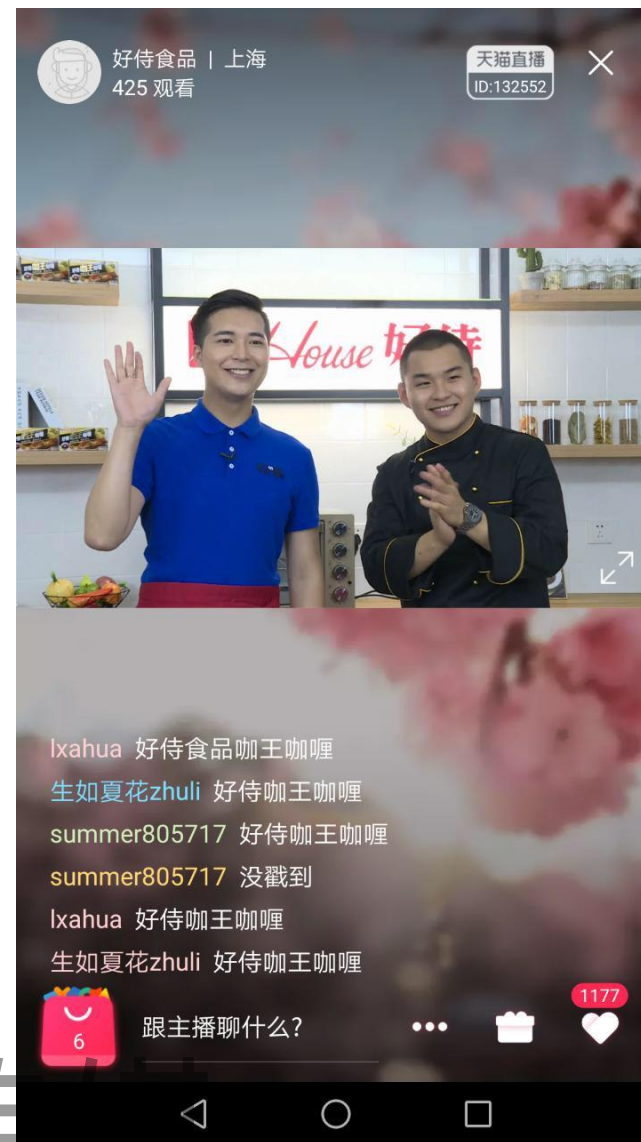 好侍食品 | 上海
425 观看
天猫直播
ID:132552
House 好侍
lxahua 好侍食品咖王咖喱
生如夏花zhuli 好侍咖王咖喱
summer805717 好侍咖王咖喱
summer805717 没戳到
lxahua 好侍咖王咖喱
生如夏花zhuli 好侍咖王咖喱
6
跟主播聊什么?
1177